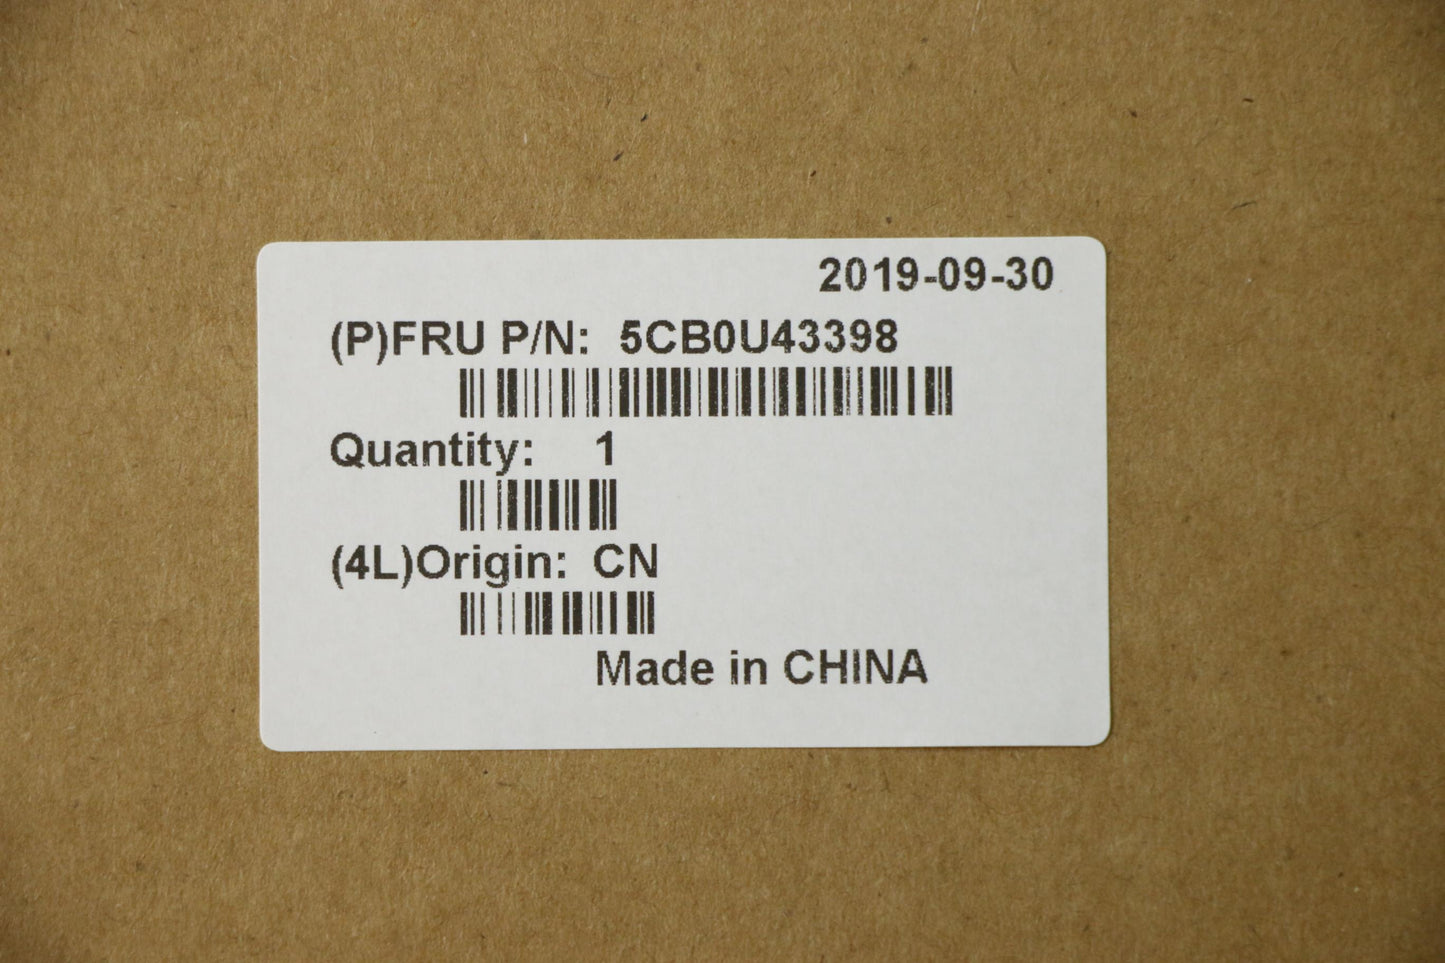 2019-09-30
(P)FRU P/N: 5CB0U43398
Quantity: 1
(4L)Origin: CN
Made in CHINA